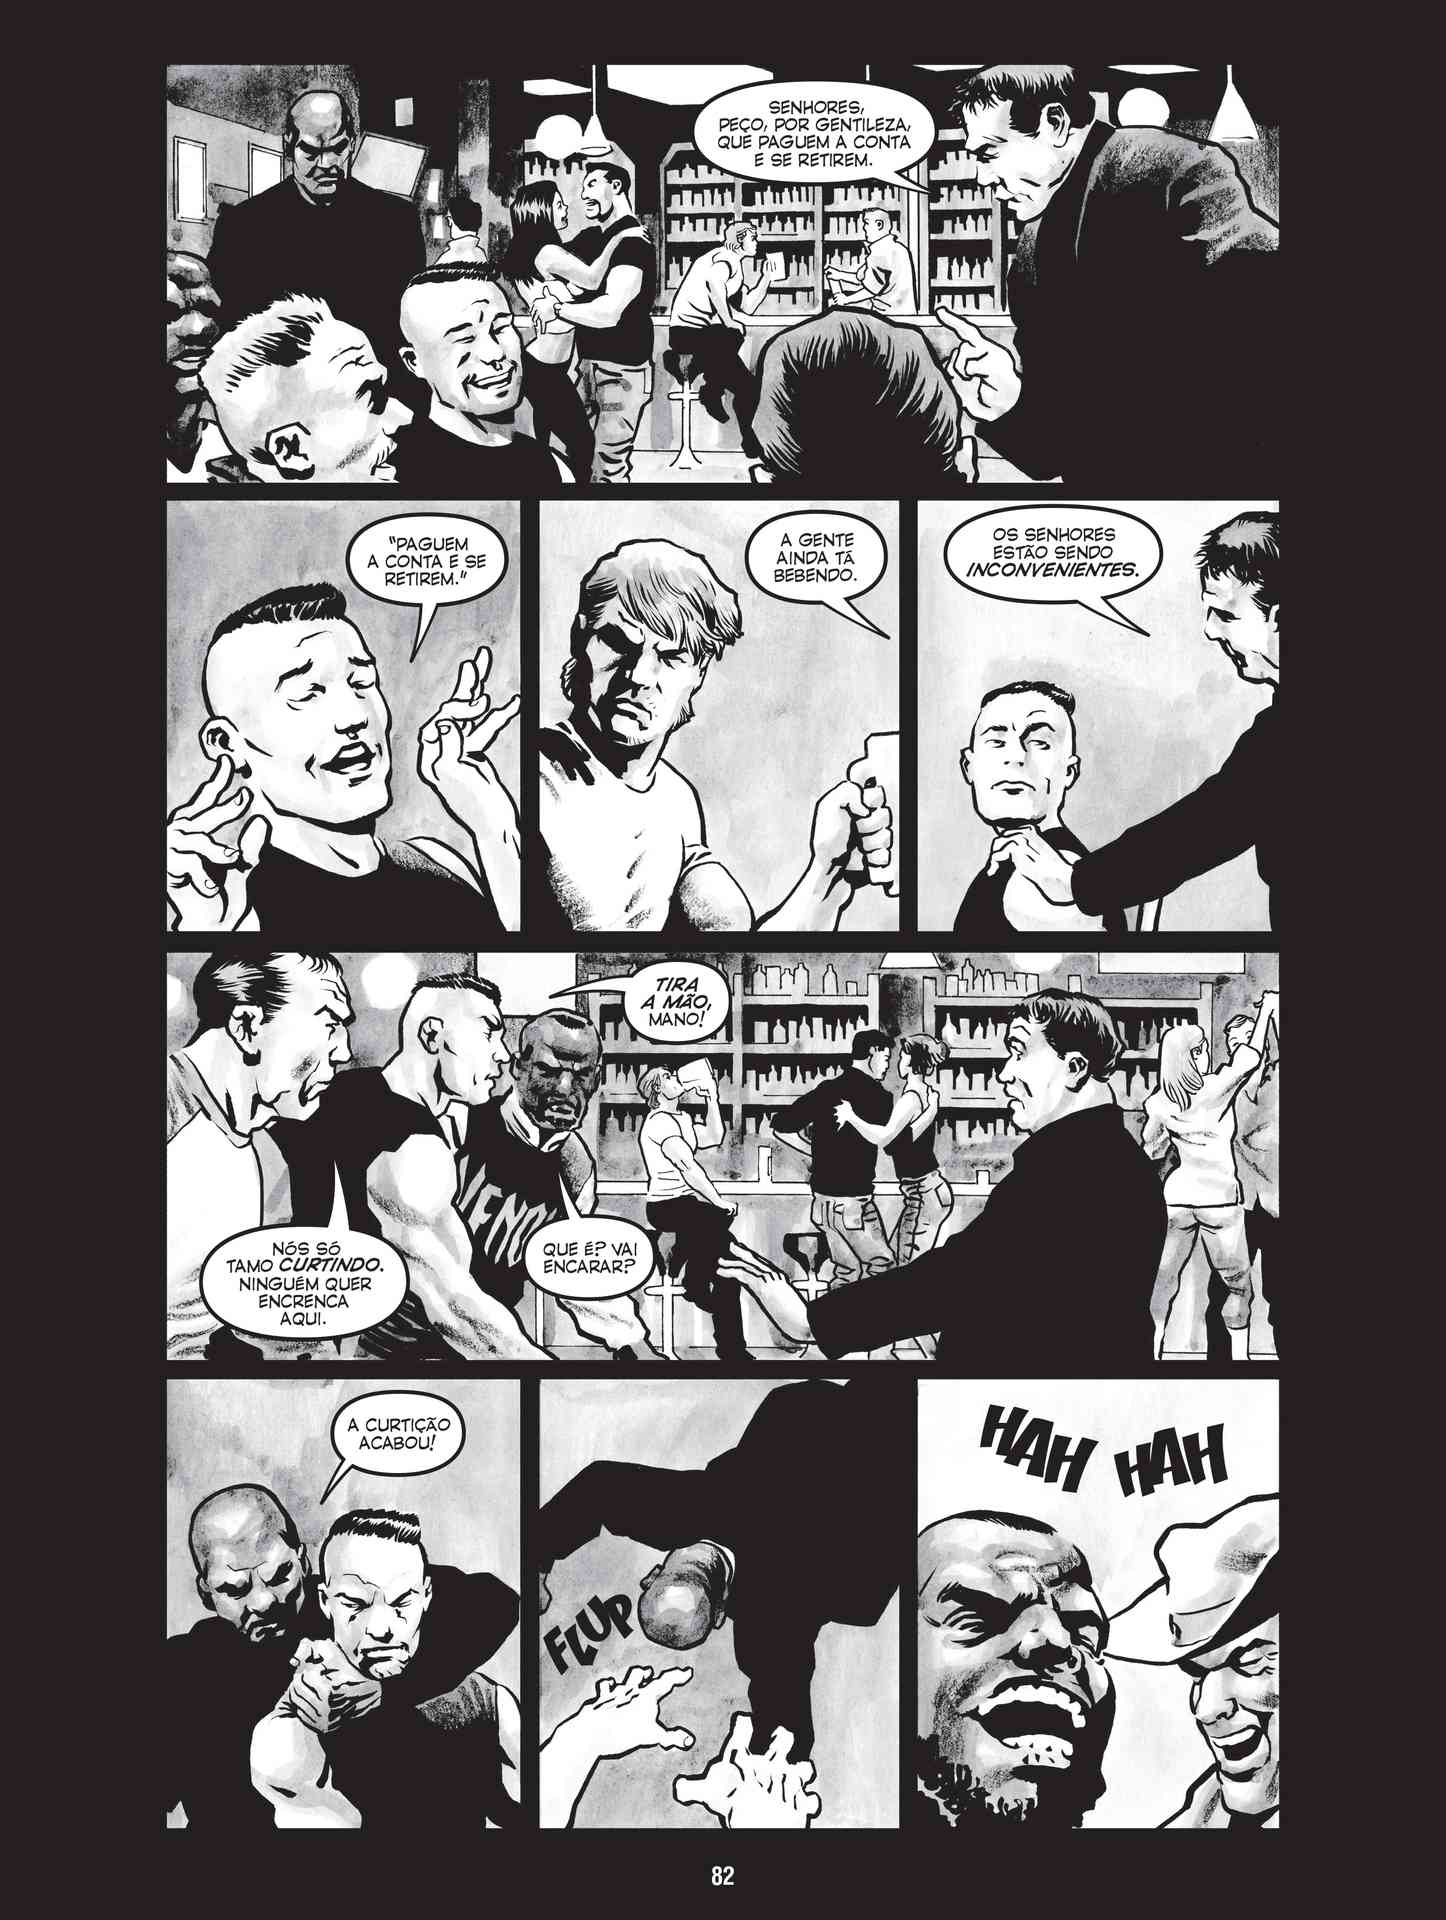 SENHORES,
PEÇO, POR GENTILEZA,
QUE PAGUEM A CONTA
E SE RETIREM.
"PAGUEM
A CONTA E SE
RETIREM."
A GENTE
AINDA TÁ
BEBENDO.
OS SENHORES
ESTÃO SENDO
INCONVENIENTES.
TIRA
A MÃO,
MANO!
NÓS SÓ
TAMO CURTINDO.
NINGUÉM QUER
ENCRENCA
AQUI.
QUE É? VAI
ENCARAR?
A CURTIÇÃO
ACABOU!
FLUP
HAH HAH
82